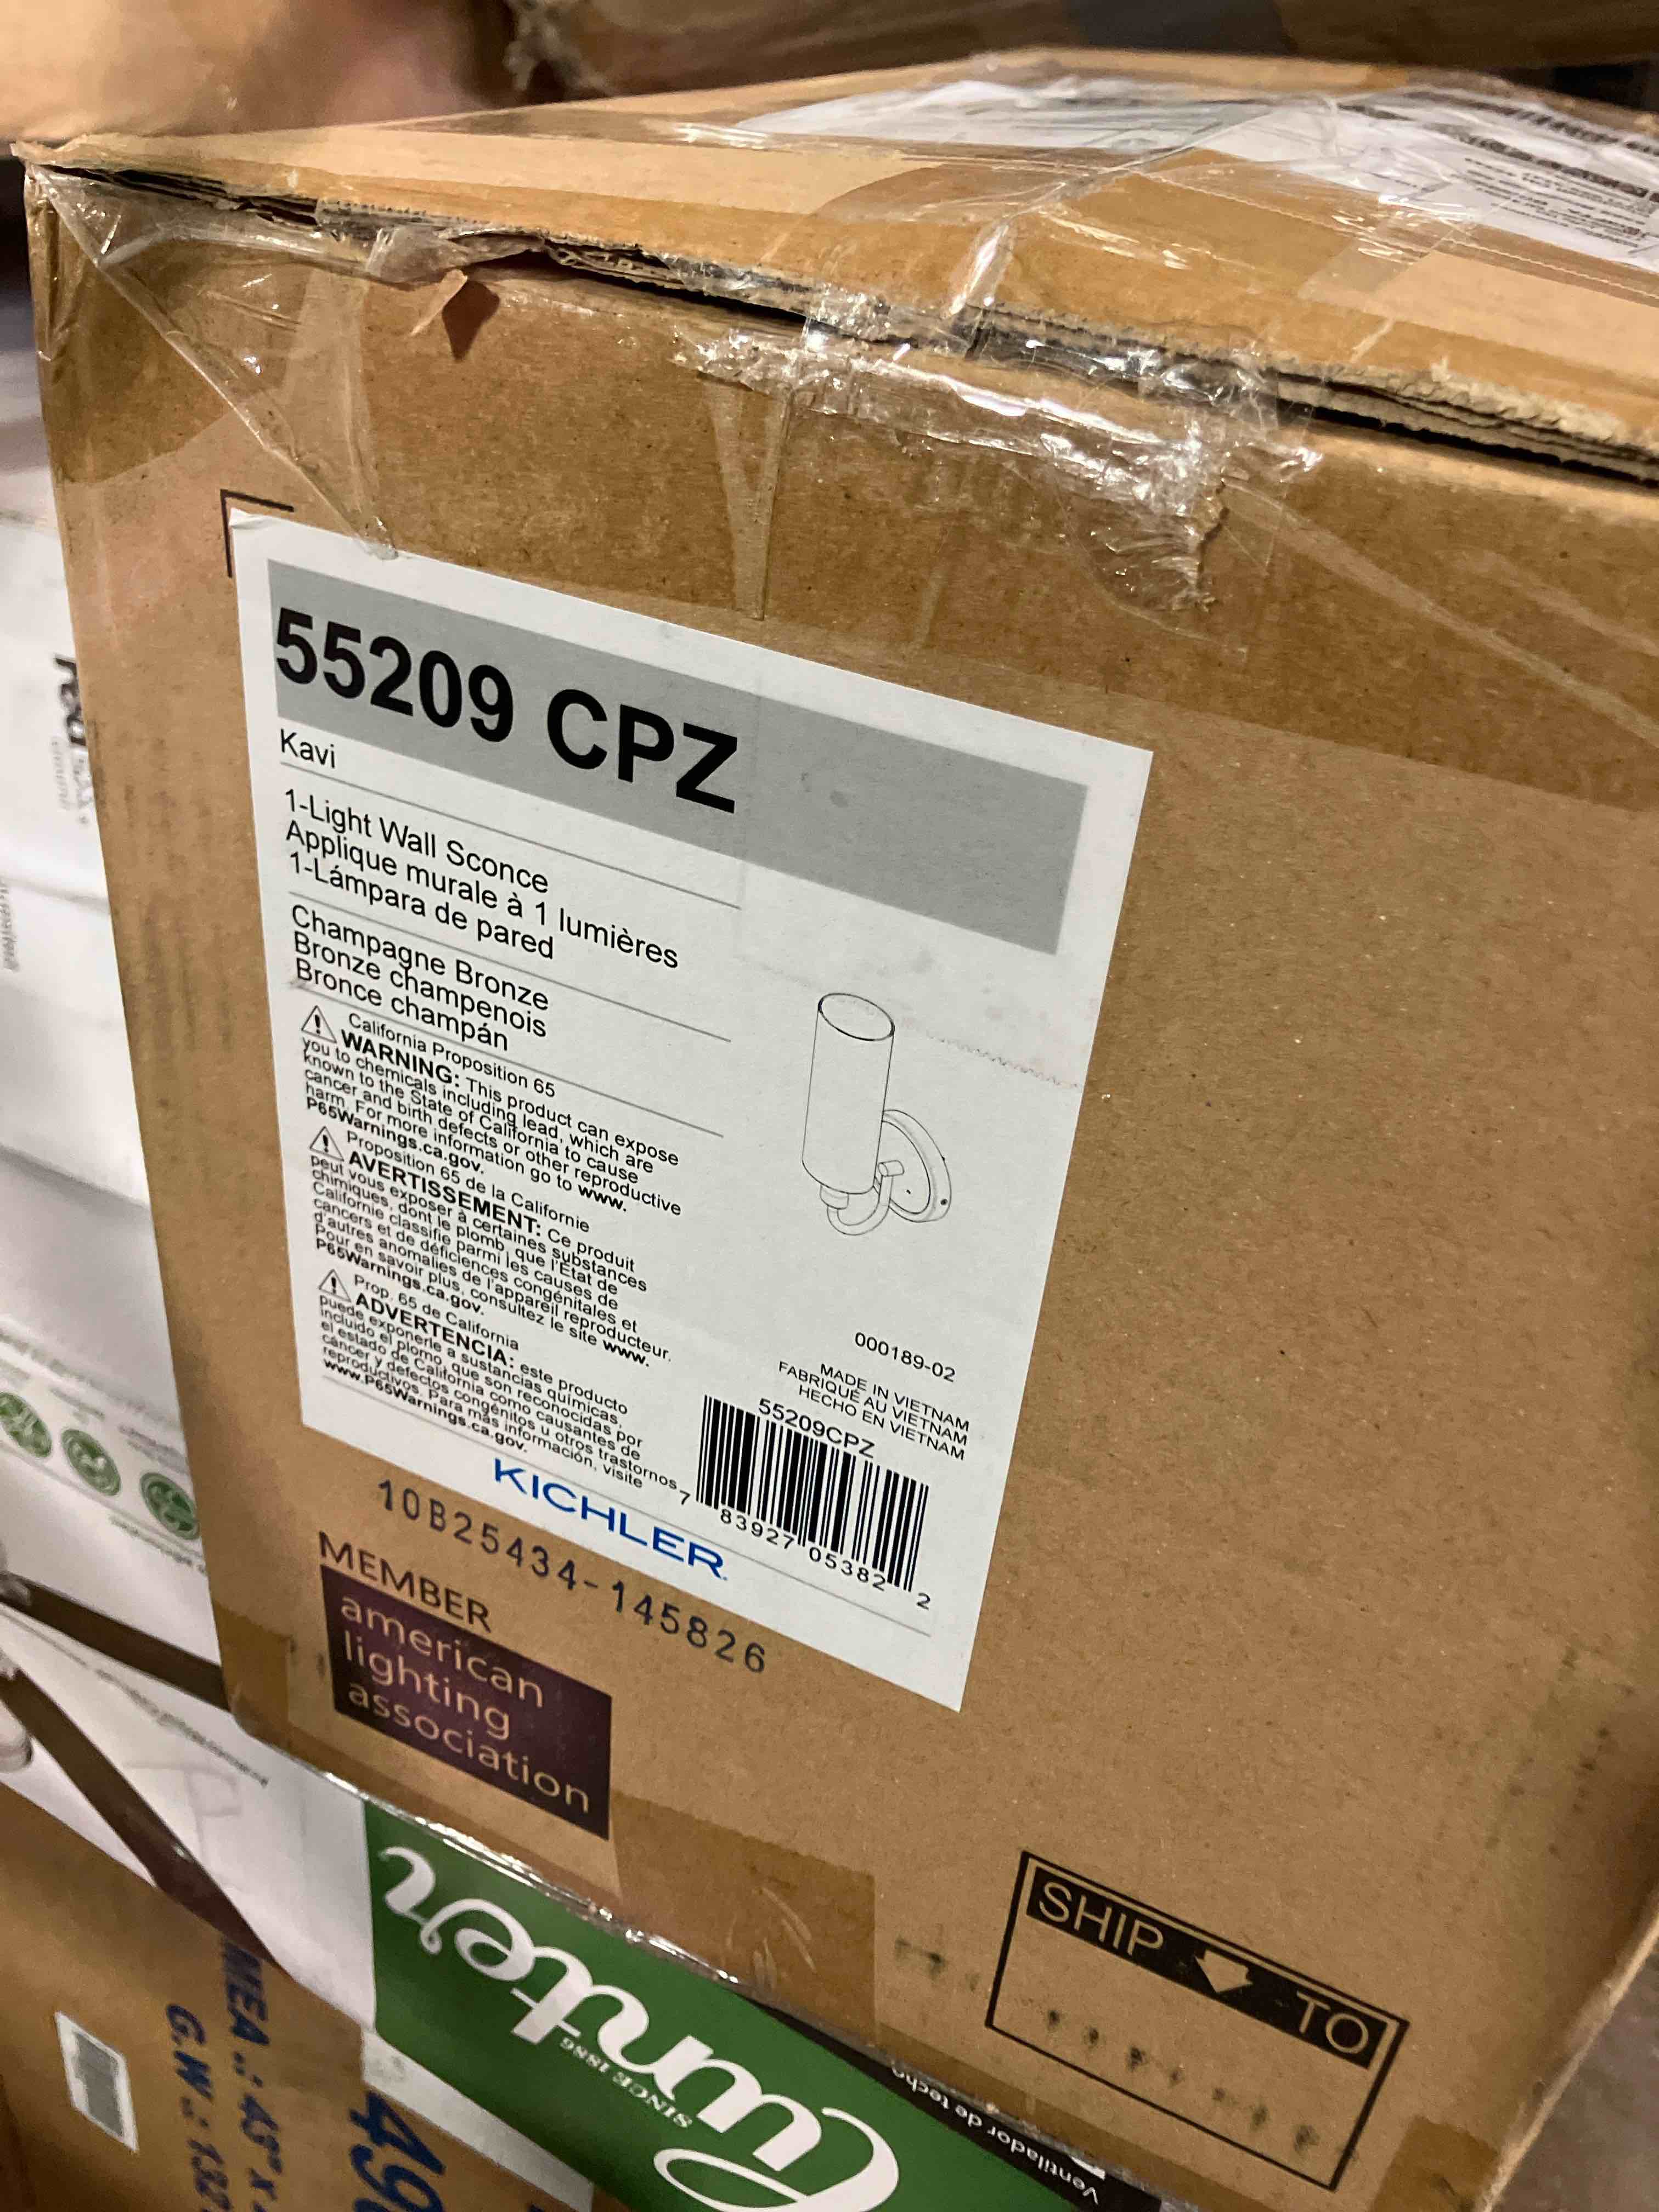 55209 CPZ
Kavi
1-Light Wall Sconce
Applique murale à 1 lumières
1-Lámpara de pared
Champagne Bronze
Bronze champenois
Bronce champán
California Proposition 65
WARNING: This product can expose
you to chemicals including lead, which are
known to the State of California to cause
cancer and birth defects or other reproductive
harm. For more information go to www.
P65Warnings.ca.gov.
Proposition 65 de la Californie
AVERTISSEMENT: Ce produit
peut vous exposer à certaines substances
chimiques, dont le plomb, que l'État de
Californie classifie parmi les causes de
cancers et de déficiences congénitales et
d'autres anomalies de l'appareil reproducteur.
Pour en savoir plus, consultez le site www.
P65Warnings.ca.gov.
Prop. 65 de California
ADVERTENCIA: este producto
puede exponerle a sustancias químicas,
incluido el plomo, que son reconocidas por
el estado de California como causantes de
cáncer y defectos congénitos u otros trastornos
reproductivos. Para más información, visite
www.P65Warnings.ca.gov.
000189-02
MADE IN VIETNAM
FABRIQUÉ AU VIETNAM
HECHO EN VIETNAM
55209CPZ
7 83927 05382 2
KICHLER
10B25434-145826
MEMBER
american
lighting
association
SHIP TO
Hunter
SINCE 1886
Ventilador de techo
MEA.: 43" x
G.W.: 132